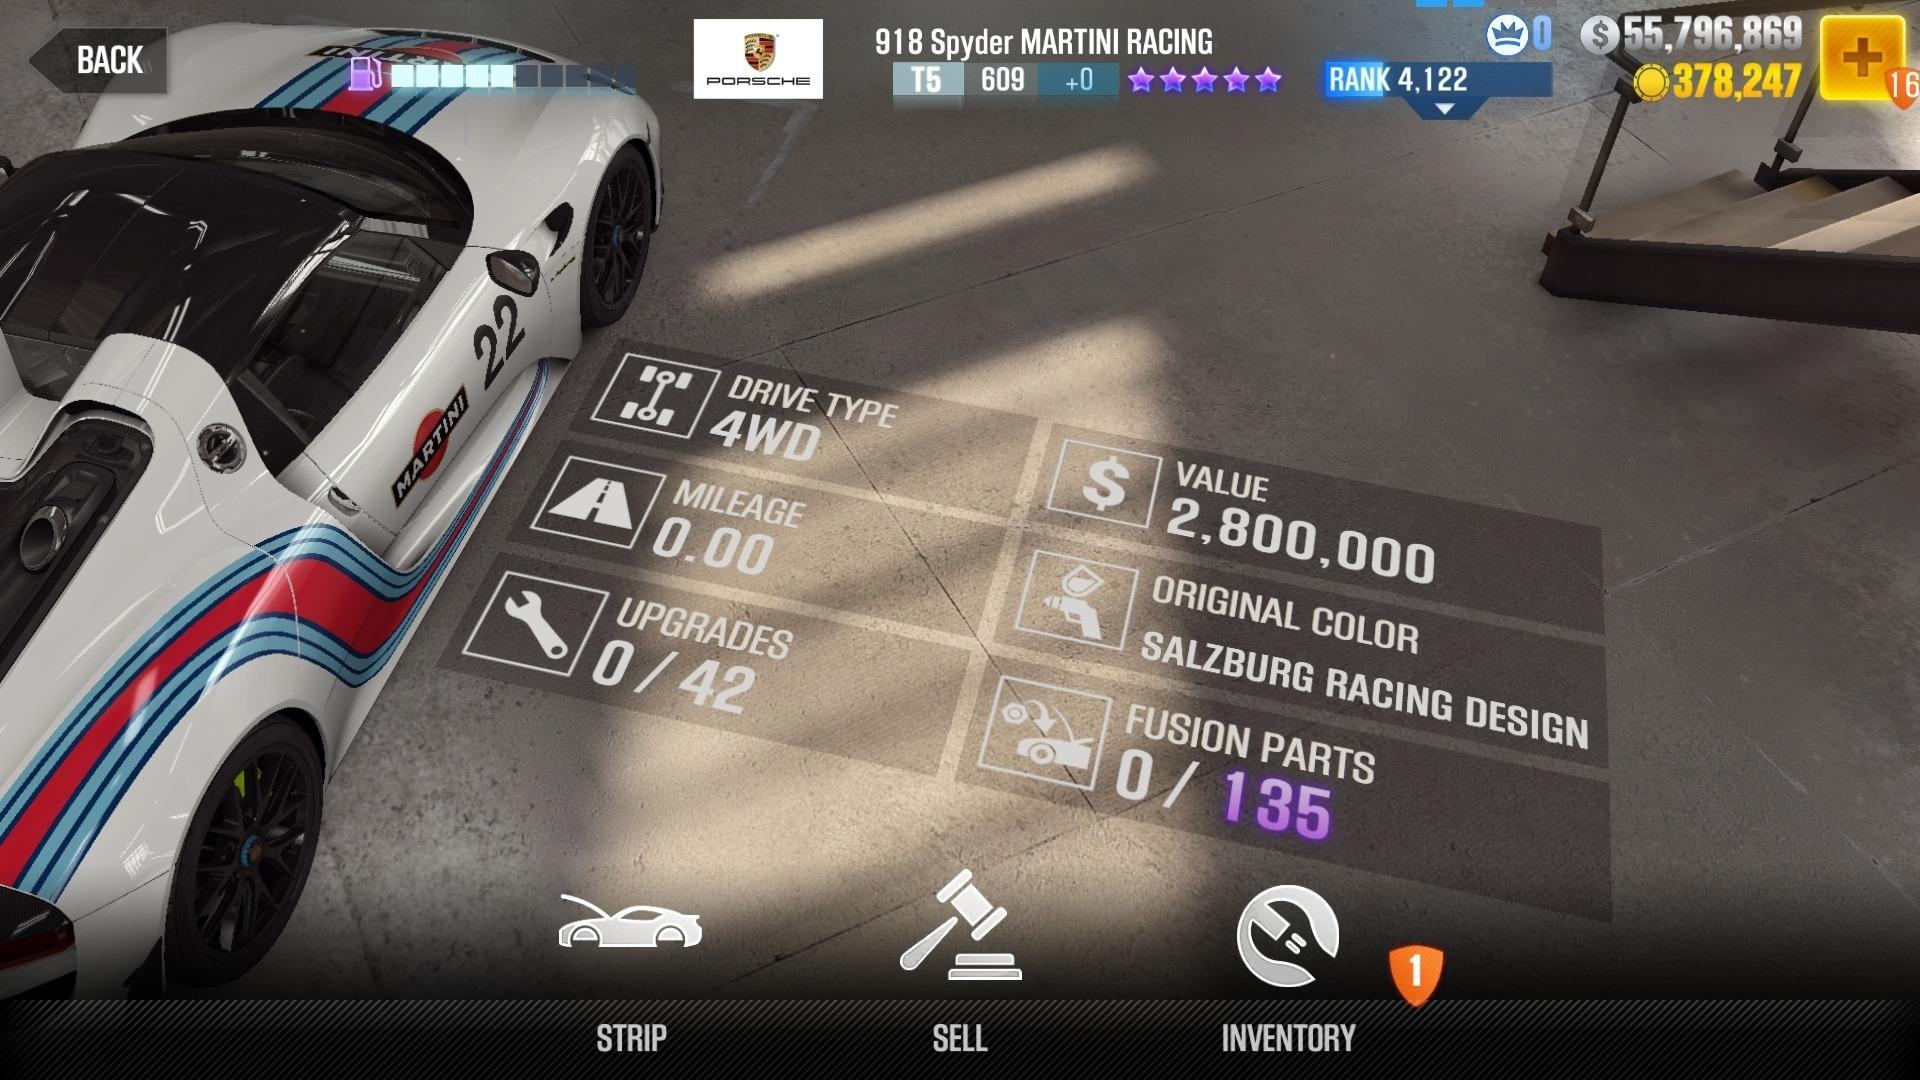 BACK
PORSCHE
918 Spyder MARTINI RACING
T5 609 +0
RANK 4,122
0
$ 55,796,869
378,247
16
22
MARTINI
DRIVE TYPE
4WD
MILEAGE
0.00
UPGRADES
0 / 42
$ VALUE
2,800,000
ORIGINAL COLOR
SALZBURG RACING DESIGN
FUSION PARTS
0 / 135
1
STRIP
SELL
INVENTORY